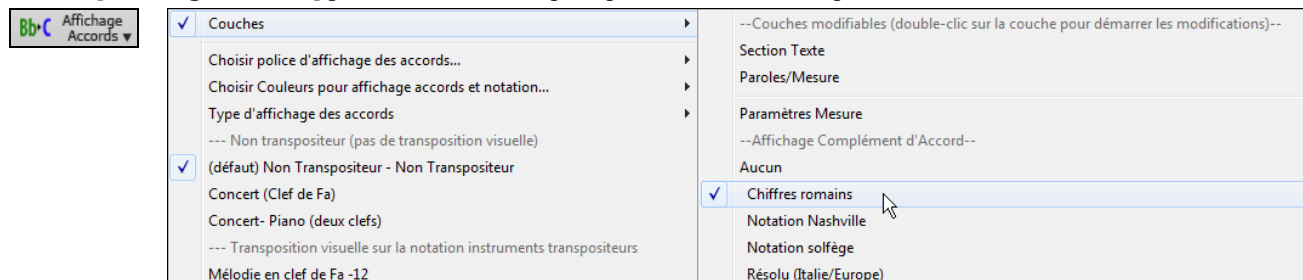 Bb▸C Affichage
Accords ▾
Couches
Choisir police d'affichage des accords...
Choisir Couleurs pour affichage accords et notation...
Type d'affichage des accords
--- Non transpositeur (pas de transposition visuelle)
(défaut) Non Transpositeur - Non Transpositeur
Concert (Clef de Fa)
Concert- Piano (deux clefs)
--- Transposition visuelle sur la notation instruments transpositeurs
Mélodie en clef de Fa -12
--Couches modifiables (double-clic sur la couche pour démarrer les modifications)--
Section Texte
Paroles/Mesure
Paramètres Mesure
--Affichage Complément d'Accord--
Aucun
Chiffres romains
Notation Nashville
Notation solfège
Résolu (Italie/Europe)